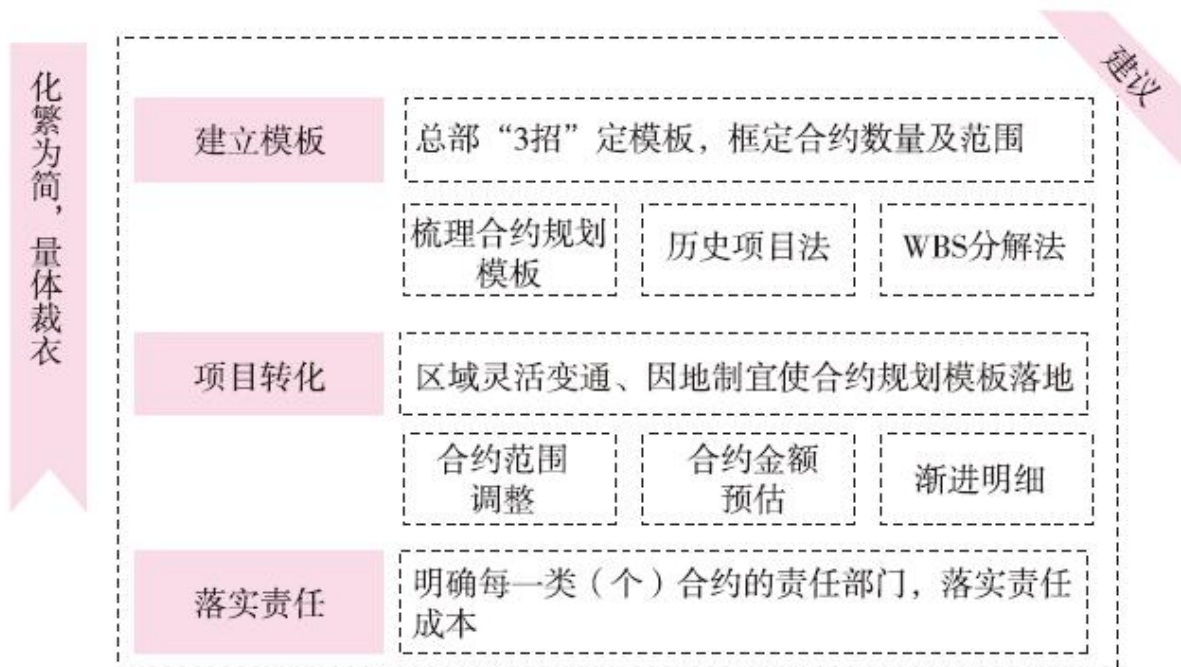 化繁为简，量体裁衣
建议
建立模板
总部“3招”定模板，框定合约数量及范围
梳理合约规划
模板
历史项目法
WBS分解法
项目转化
区域灵活变通、因地制宜使合约规划模板落地
合约范围
调整
合约金额
预估
渐进明细
落实责任
明确每一类（个）合约的责任部门，落实责任
成本